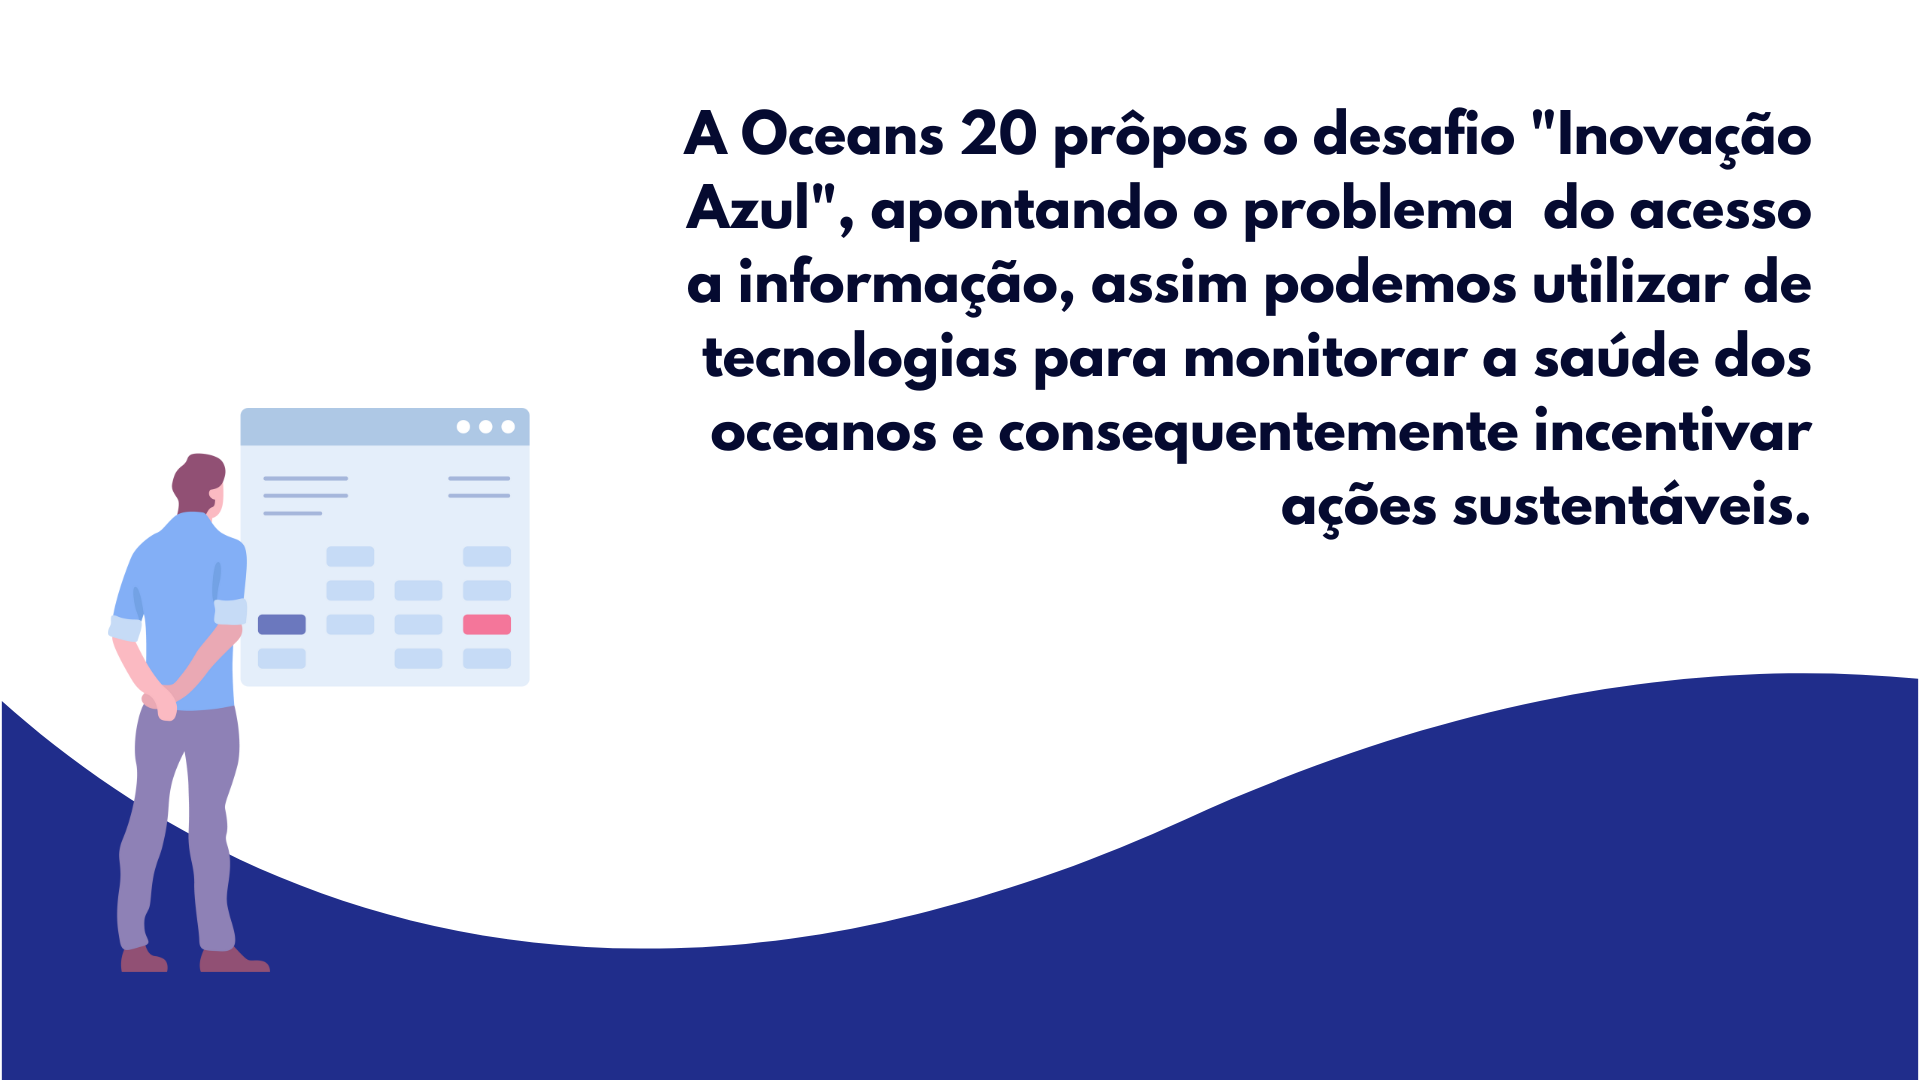 A Oceans 20 prôpos o desafio "Inovação
Azul", apontando o problema  do acesso
a informação, assim podemos utilizar de
tecnologias para monitorar a saúde dos
oceanos e consequentemente incentivar
ações sustentáveis.